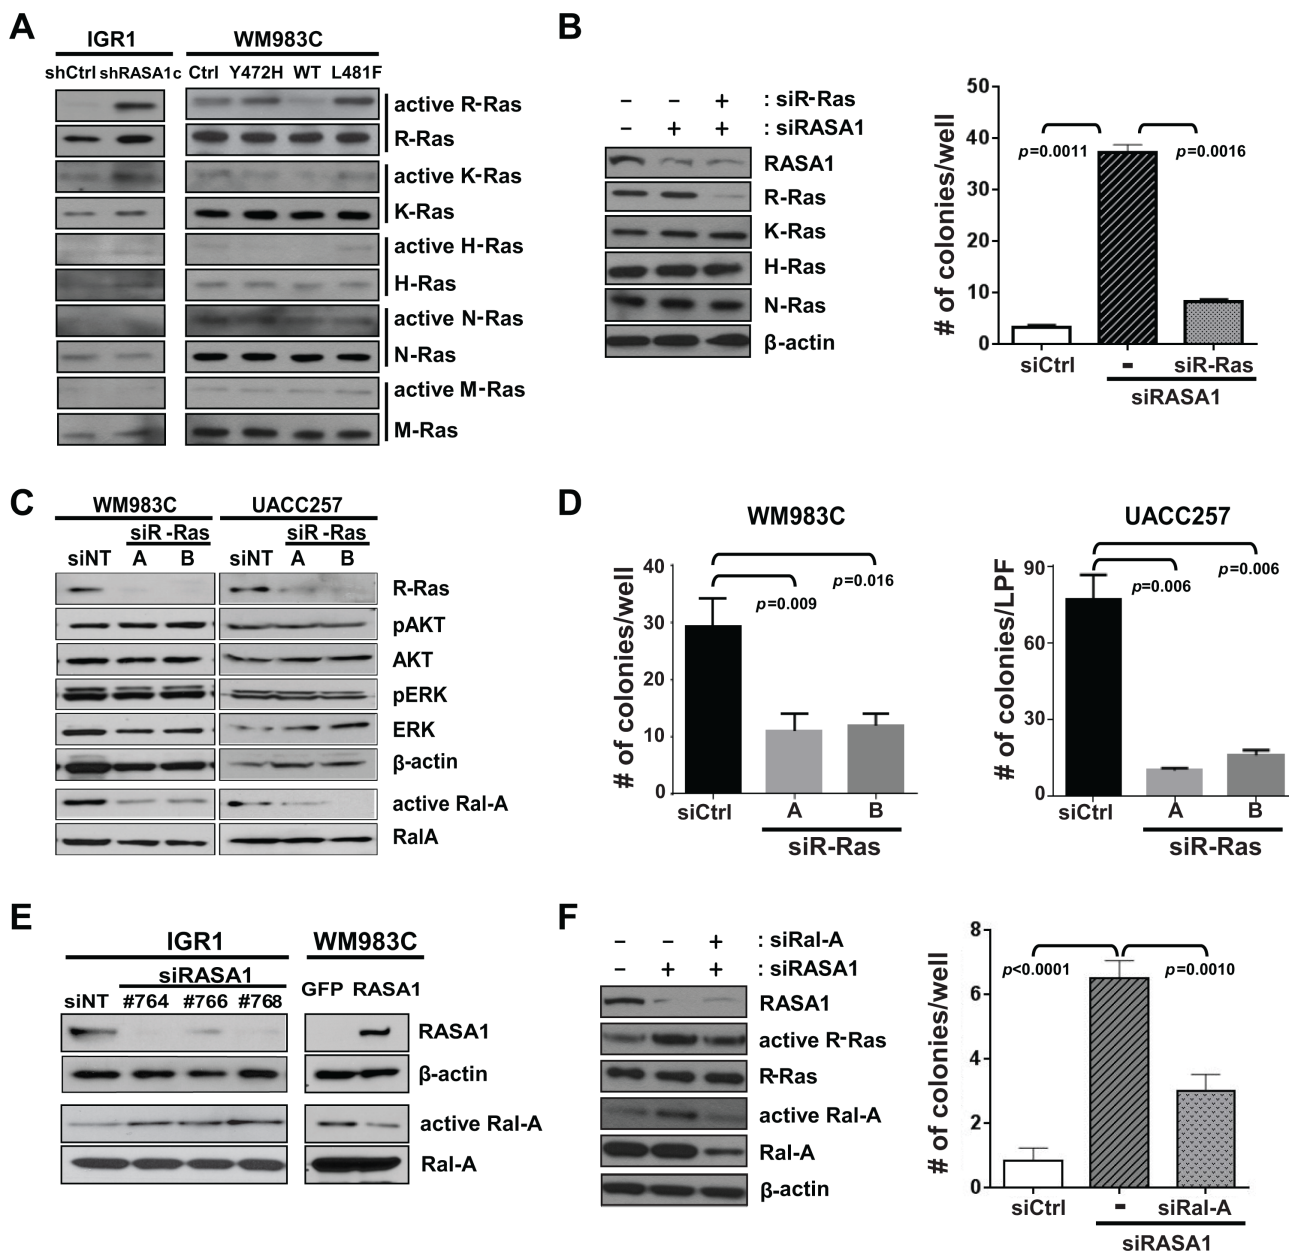 A
IGR1 WM983C
shCtrl shRASA1c Ctrl Y472H WT L481F
active R-Ras
R-Ras
active K-Ras
K-Ras
active H-Ras
H-Ras
active N-Ras
N-Ras
active M-Ras
M-Ras
B
– – + : siR-Ras
– + + : siRASA1
RASA1
R-Ras
K-Ras
H-Ras
N-Ras
β-actin
# of colonies/well
50
40
30
20
10
0
p=0.0011 p=0.0016
siCtrl - siR-Ras
siRASA1
C
WM983C UACC257
siR -Ras siR -Ras
siNT A B siNT A B
R-Ras
pAKT
AKT
pERK
ERK
β-actin
active Ral-A
RalA
D
WM983C
# of colonies/well
40
30
20
10
0
p=0.009
p=0.016
siCtrl A B
siR-Ras
UACC257
# of colonies/LPF
90
60
30
0
p=0.006
p=0.006
siCtrl A B
siR-Ras
E
IGR1 WM983C
siRASA1
siNT #764 #766 #768 GFP RASA1
RASA1
β-actin
active Ral-A
Ral-A
F
– – + : siRal-A
– + + : siRASA1
RASA1
active R-Ras
R-Ras
active Ral-A
Ral-A
β-actin
# of colonies/well
8
6
4
2
0
p<0.0001 p=0.0010
siCtrl - siRal-A
siRASA1